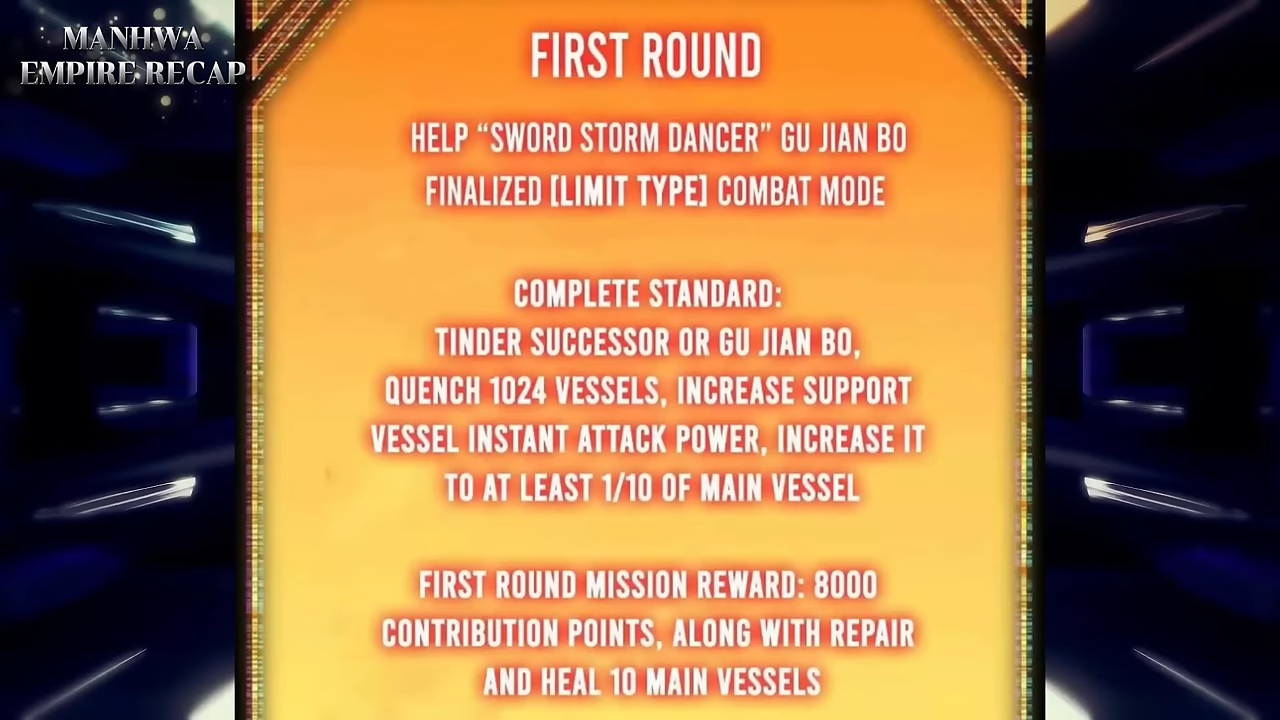 MANHWA
EMPIRE RECAP
FIRST ROUND
HELP “SWORD STORM DANCER” GU JIAN BO
FINALIZED [LIMIT TYPE] COMBAT MODE
COMPLETE STANDARD:
TINDER SUCCESSOR OR GU JIAN BO,
QUENCH 1024 VESSELS, INCREASE SUPPORT
VESSEL INSTANT ATTACK POWER, INCREASE IT
TO AT LEAST 1/10 OF MAIN VESSEL
FIRST ROUND MISSION REWARD: 8000
CONTRIBUTION POINTS, ALONG WITH REPAIR
AND HEAL 10 MAIN VESSELS